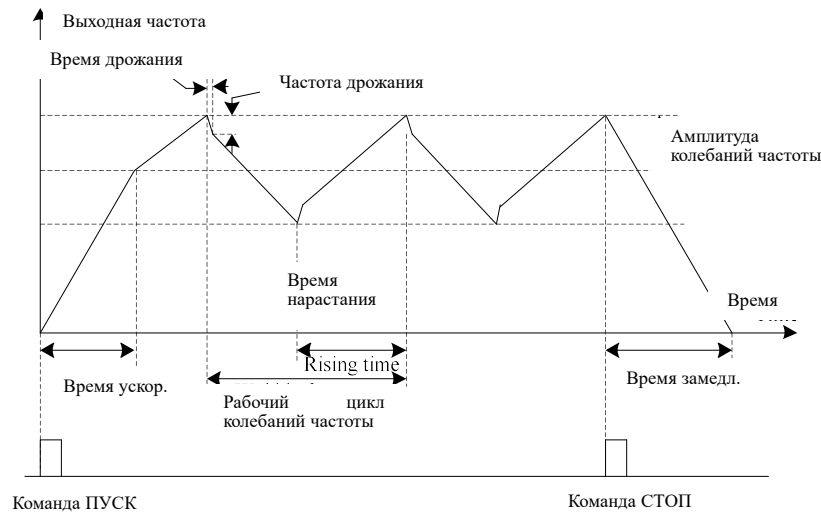 Выходная частота
Время дрожания
Частота дрожания
Амплитуда
колебаний частоты
Время
нарастания
Время
Rising time
Время ускор.
Время замедл.
Рабочий цикл
колебаний частоты
Команда ПУСК
Команда СТОП